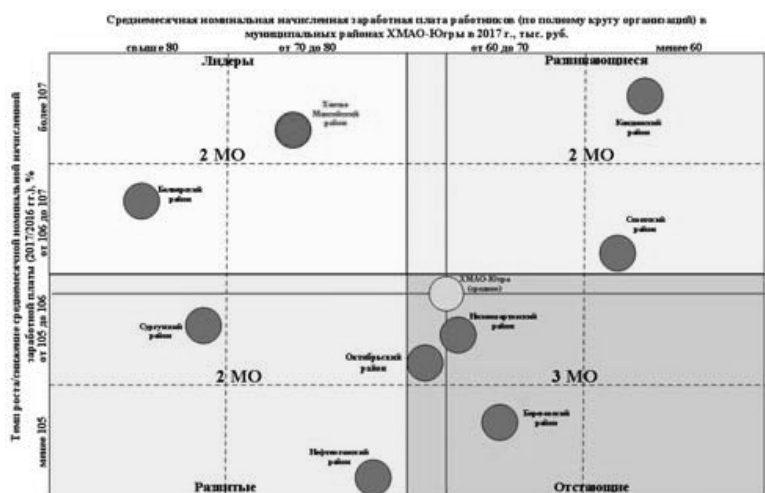 Среднемесячная номинальная начисленная заработная плата работников (по полному кругу организаций) в
муниципальных районах ХМАО-Югры в 2017 г., тыс. руб.
свыше 80 от 70 до 80 от 60 до 70 менее 60
Темп роста/снижение среднемесячной номинальной начисленной
заработной платы (2017/2016 гг.), %
более 107
от 106 до 107
от 105 до 106
менее 105
Лидеры
Развивающиеся
Ханты-
Мансийский
район
Кондинский
район
2 МО
2 МО
Белоярский
район
Советский
район
ХМАО-Югра
(среднее)
Сургутский
район
Нижневартовский
район
Октябрьский
район
2 МО
3 МО
Березовский
район
Нефтеюганский
район
Развитые
Отстающие